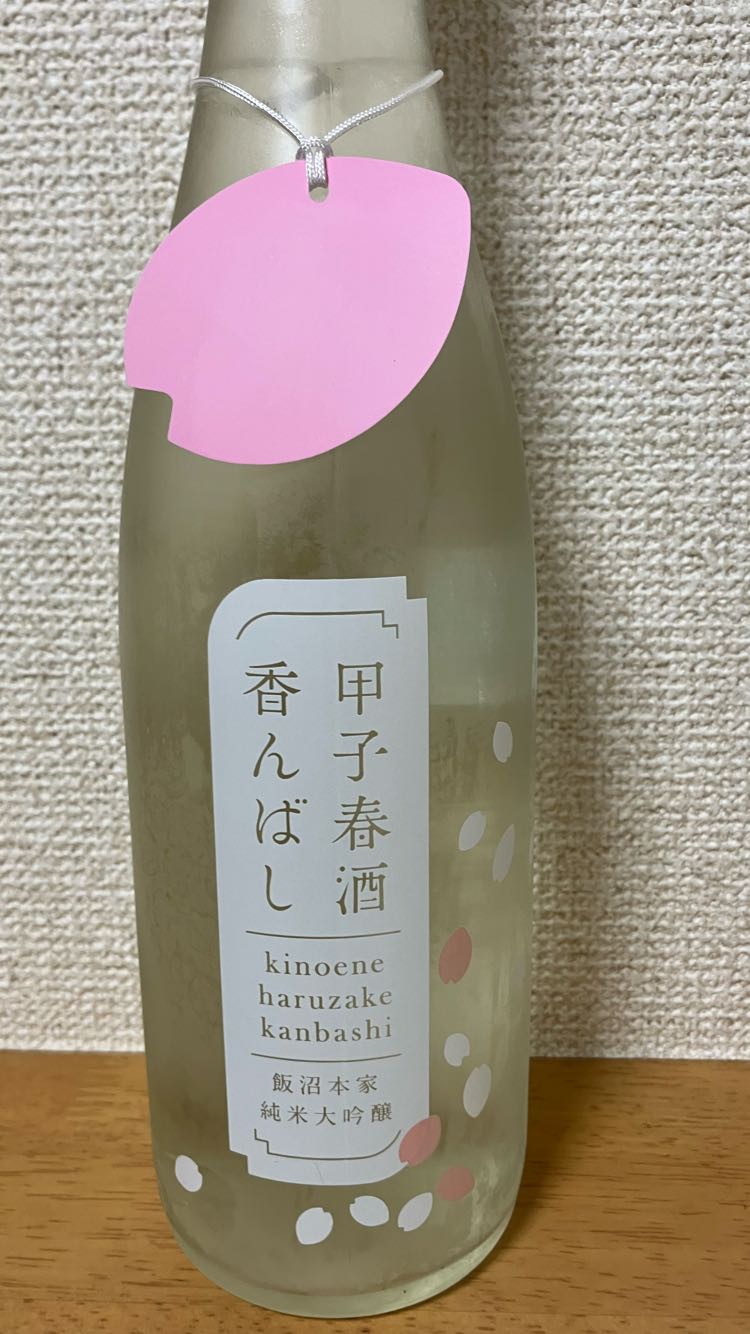 甲子春酒
香んばし
kinoene
haruzake
kanbashi
飯沼本家
純米大吟醸